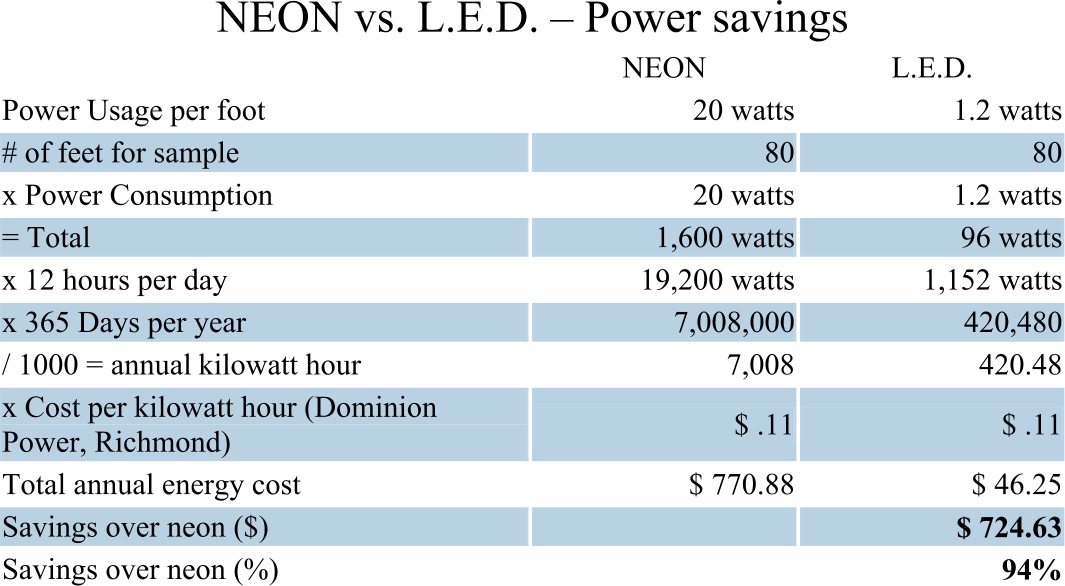 NEON vs. L.E.D. – Power savings
NEON L.E.D.
Power Usage per foot 20 watts 1.2 watts
# of feet for sample 80 80
x Power Consumption 20 watts 1.2 watts
= Total 1,600 watts 96 watts
x 12 hours per day 19,200 watts 1,152 watts
x 365 Days per year 7,008,000 420,480
/ 1000 = annual kilowatt hour 7,008 420.48
x Cost per kilowatt hour (Dominion
Power, Richmond) $ .11 $ .11
Total annual energy cost $ 770.88 $ 46.25
Savings over neon ($) $ 724.63
Savings over neon (%) 94%